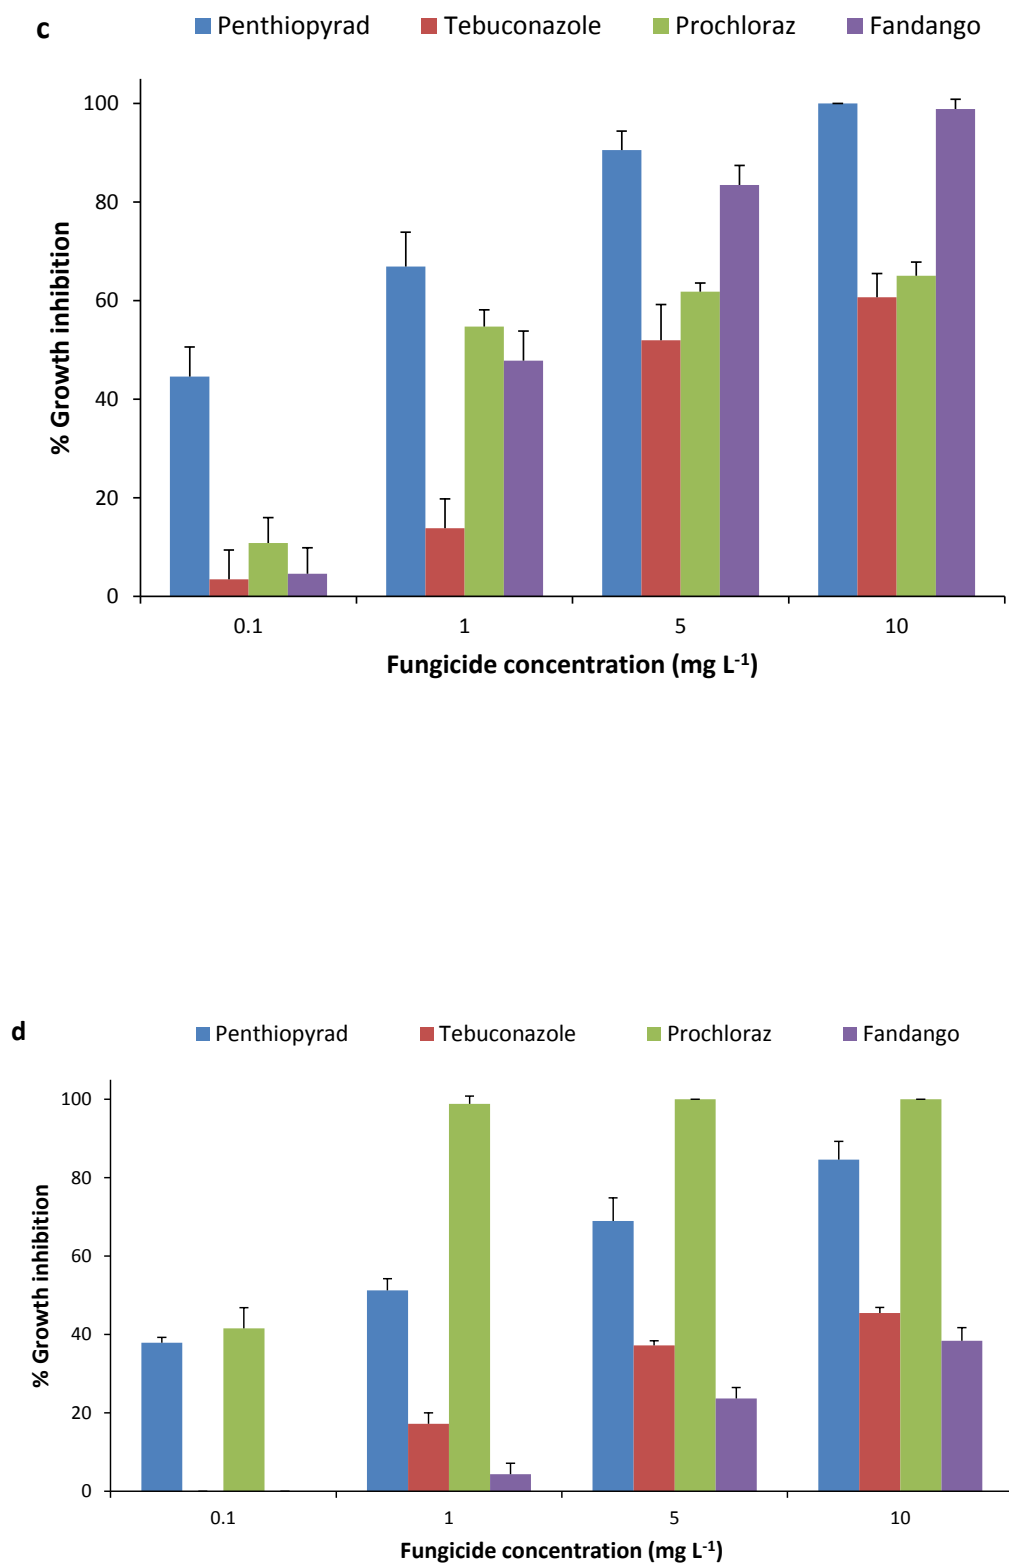 c
Penthiopyrad Tebuconazole Prochloraz Fandango
100
80
60
40
20
0
% Growth inhibition
0.1 1 5 10
Fungicide concentration (mg L⁻¹)
d
Penthiopyrad Tebuconazole Prochloraz Fandango
100
80
60
40
20
0
% Growth inhibition
0.1 1 5 10
Fungicide concentration (mg L⁻¹)